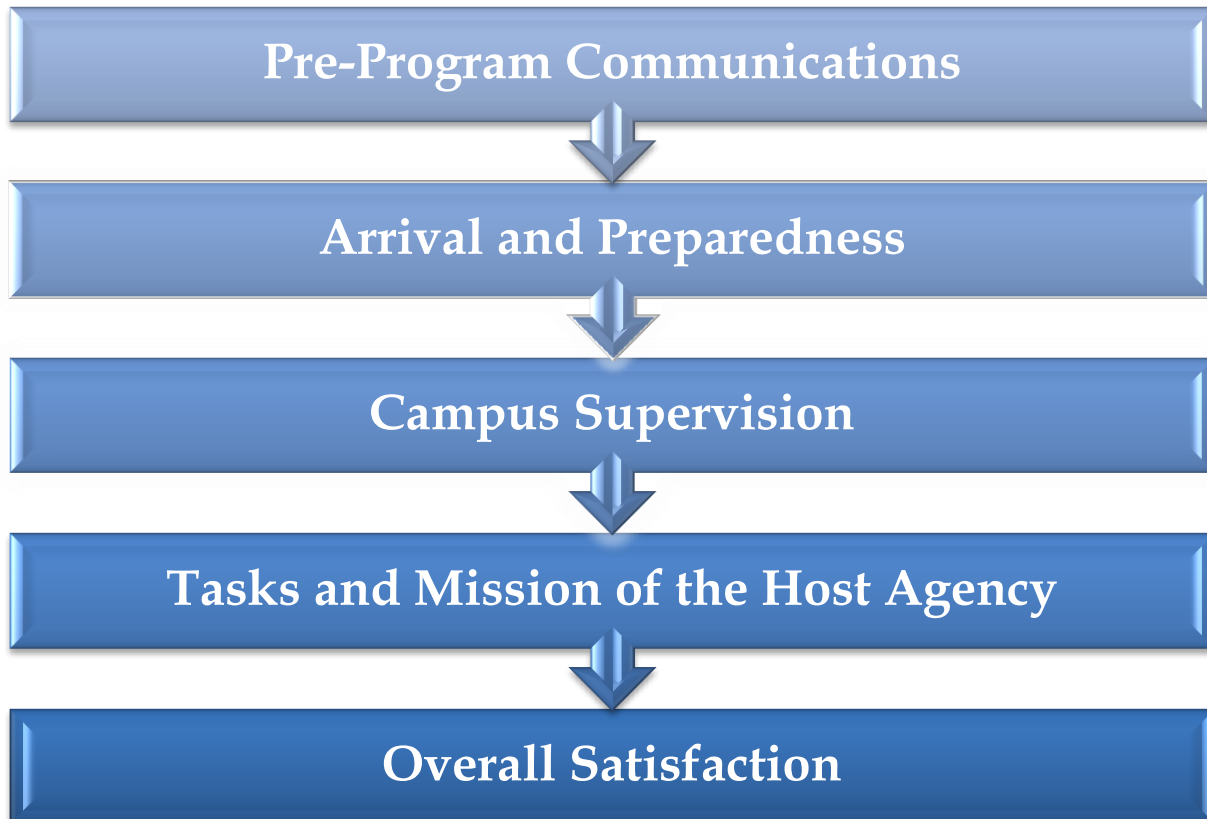 Pre-Program Communications
Arrival and Preparedness
Campus Supervision
Tasks and Mission of the Host Agency
Overall Satisfaction